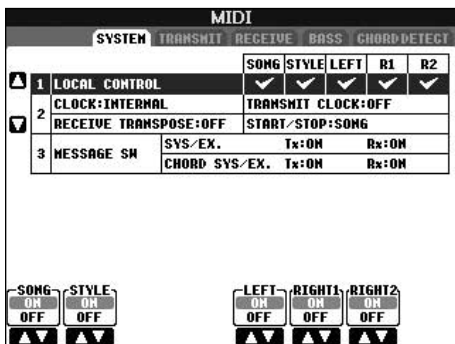 MIDI
SYSTEM TRANSMIT RECEIVE BASS CHORD DETECT
SONG STYLE LEFT R1 R2
1 LOCAL CONTROL
2 CLOCK:INTERNAL TRANSMIT CLOCK:OFF
RECEIVE TRANSPOSE:OFF START/STOP:SONG
3 MESSAGE SW SYS/EX. Tx:ON Rx:ON
CHORD SYS/EX. Tx:ON Rx:ON
SONG STYLE LEFT RIGHT1 RIGHT2
ON ON ON ON ON
OFF OFF OFF OFF OFF